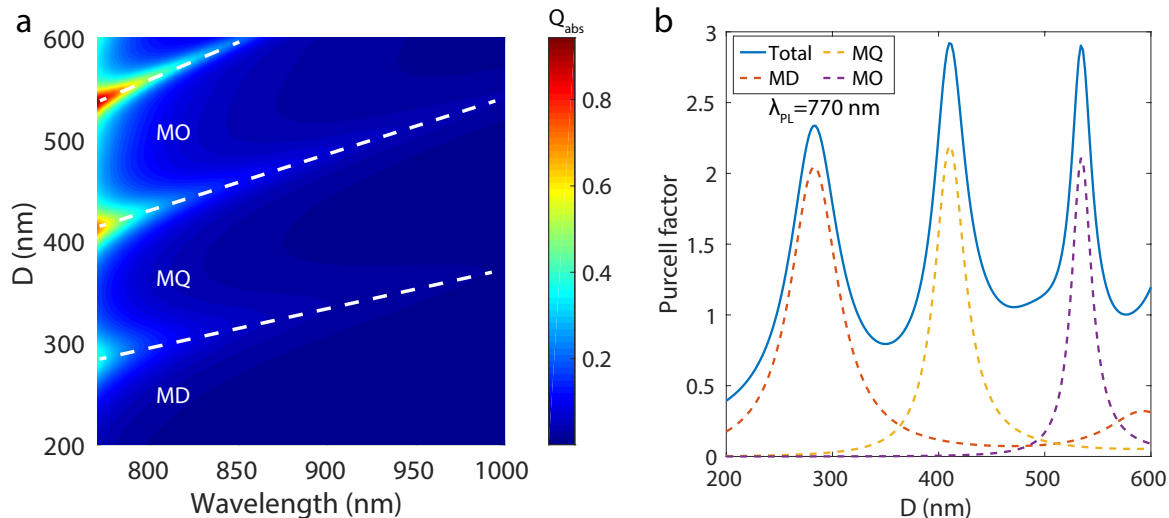 a
Q_abs
600
500
400
300
200
D (nm)
MO
MQ
MD
800
850
900
950
1000
Wavelength (nm)
0.8
0.6
0.4
0.2
b
3
2.5
2
1.5
1
0.5
0
Purcell factor
Total
MQ
MD
MO
λ_PL=770 nm
200
300
400
500
600
D (nm)